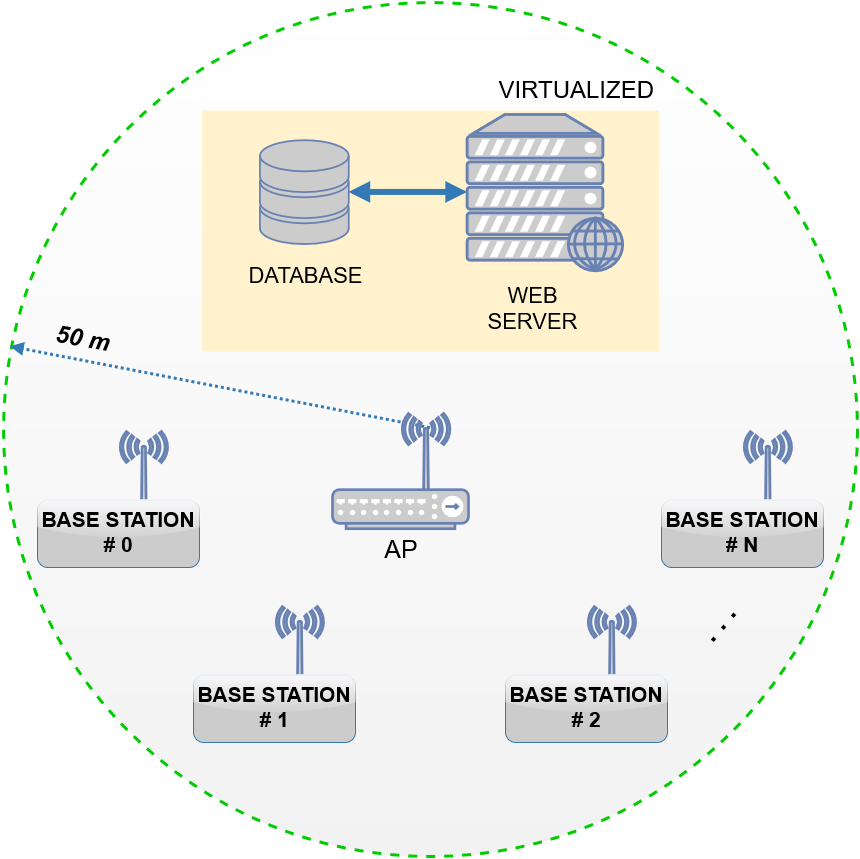 VIRTUALIZED
DATABASE
WEB
SERVER
50 m
BASE STATION
# 0
AP
BASE STATION
# N
. . .
BASE STATION
# 1
BASE STATION
# 2